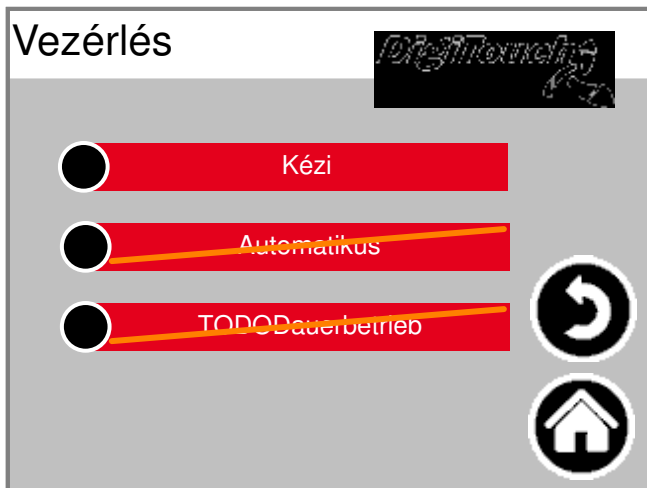 Vezérlés
DigiTouch
Kézi
Automatikus
TODODauerbetrieb